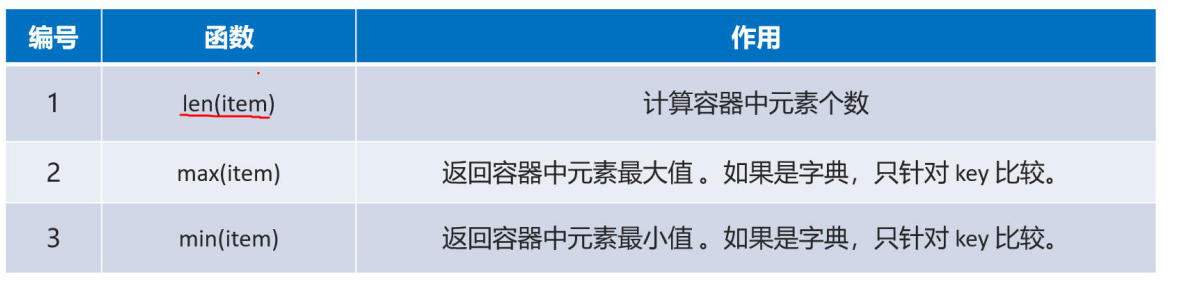 编号 函数 作用
1 len(item) 计算容器中元素个数
2 max(item) 返回容器中元素最大值。如果是字典，只针对 key 比较。
3 min(item) 返回容器中元素最小值。如果是字典，只针对 key 比较。